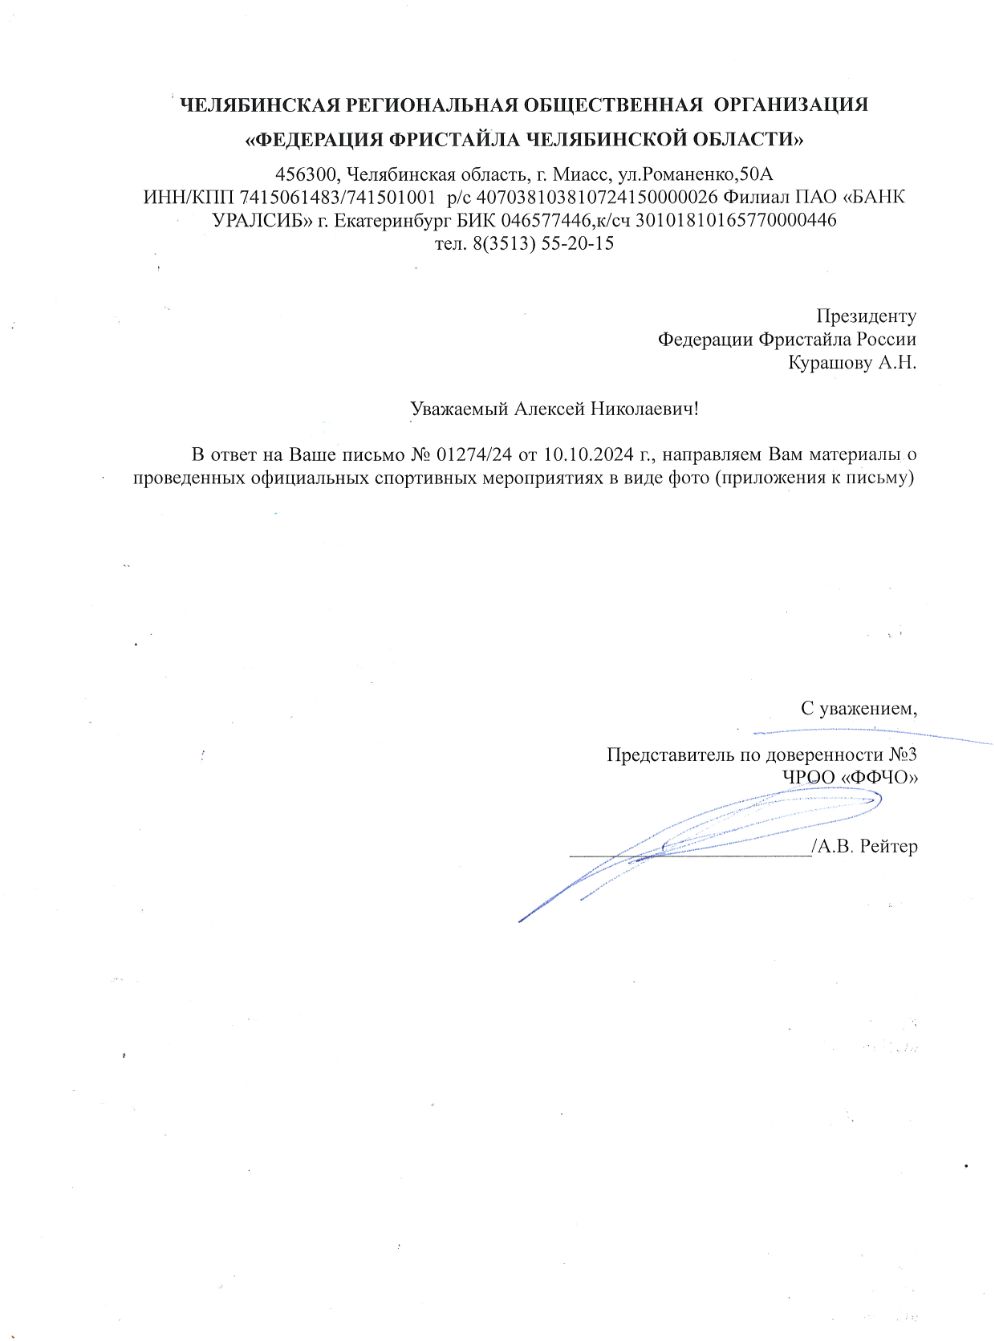 ЧЕЛЯБИНСКАЯ РЕГИОНАЛЬНАЯ ОБЩЕСТВЕННАЯ ОРГАНИЗАЦИЯ
«ФЕДЕРАЦИЯ ФРИСТАЙЛА ЧЕЛЯБИНСКОЙ ОБЛАСТИ»
456300, Челябинская область, г. Миасс, ул.Романенко,50А
ИНН/КПП 7415061483/741501001 р/с 40703810381072415000­0026 Филиал ПАО «БАНК
УРАЛСИБ» г. Екатеринбург БИК 046577446,к/сч 30101810165770000446
тел. 8(3513) 55-20-15
Президенту
Федерации Фристайла России
Курашову А.Н.
Уважаемый Алексей Николаевич!
В ответ на Ваше письмо № 01274/24 от 10.10.2024 г., направляем Вам материалы о
проведенных официальных спортивных мероприятиях в виде фото (приложения к письму)
С уважением,
Представитель по доверенности №3
ЧРОО «ФФЧО»
/А.В. Рейтер